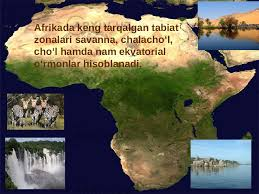 Afrikada keng tarqalgan tabiat
zonalari savanna, chalacho'l,
cho'l hamda nam ekvatorial
o'rmonlar hisoblanadi.